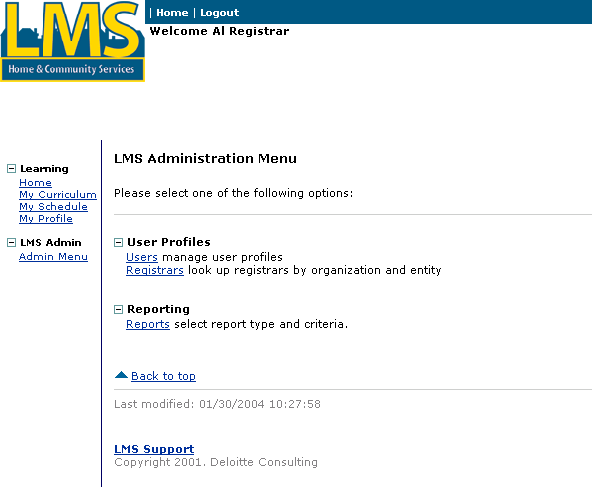 LMS
Home & Community Services
| Home | Logout
Welcome Al Registrar
Learning
Home
My Curriculum
My Schedule
My Profile
LMS Admin
Admin Menu
LMS Administration Menu
Please select one of the following options:
User Profiles
Users manage user profiles
Registrars look up registrars by organization and entity
Reporting
Reports select report type and criteria.
Back to top
Last modified: 01/30/2004 10:27:58
LMS Support
Copyright 2001. Deloitte Consulting